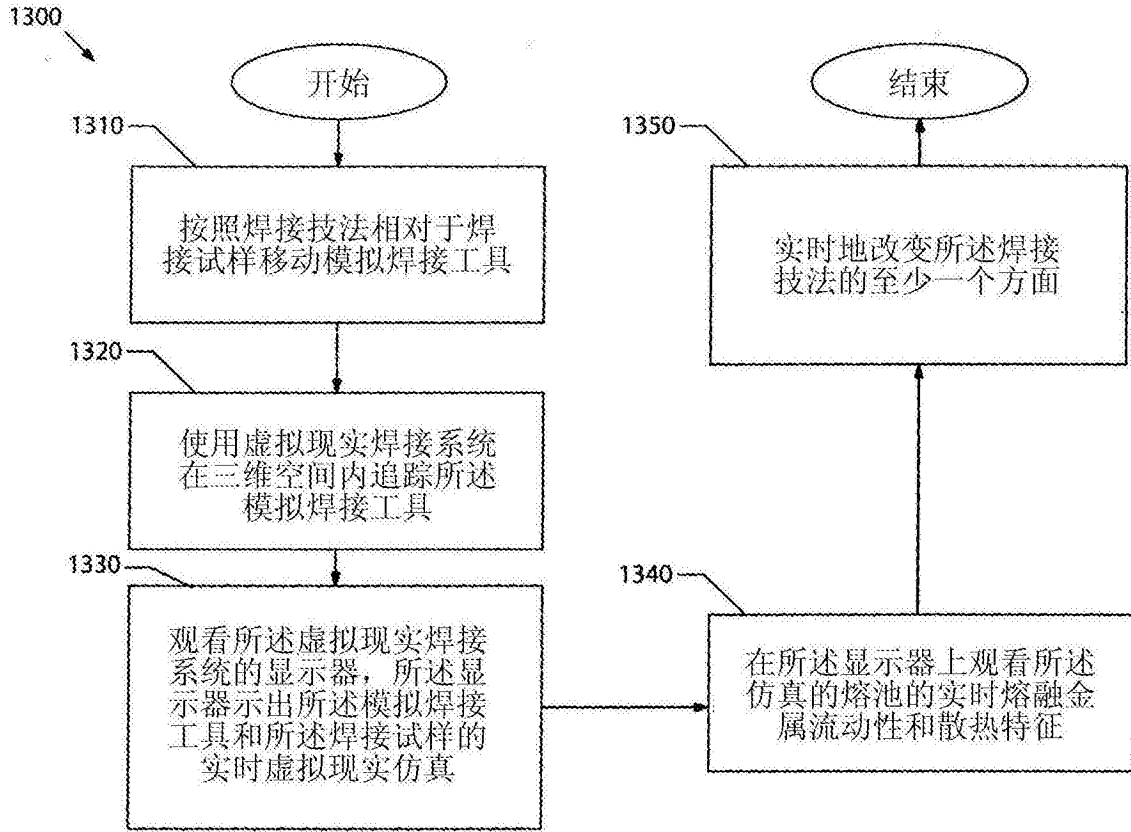 1300
开始
1310
按照焊接技法相对于焊
接试样移动模拟焊接工具
1320
使用虚拟现实焊接系统
在三维空间内追踪所述
模拟焊接工具
1330
观看所述虚拟现实焊接
系统的显示器，所述显
示器示出所述模拟焊接
工具和所述焊接试样的
实时虚拟现实仿真
1340
在所述显示器上观看所述
仿真的熔池的实时熔融金
属流动性和散热特征
1350
实时地改变所述焊接
技法的至少一个方面
结束